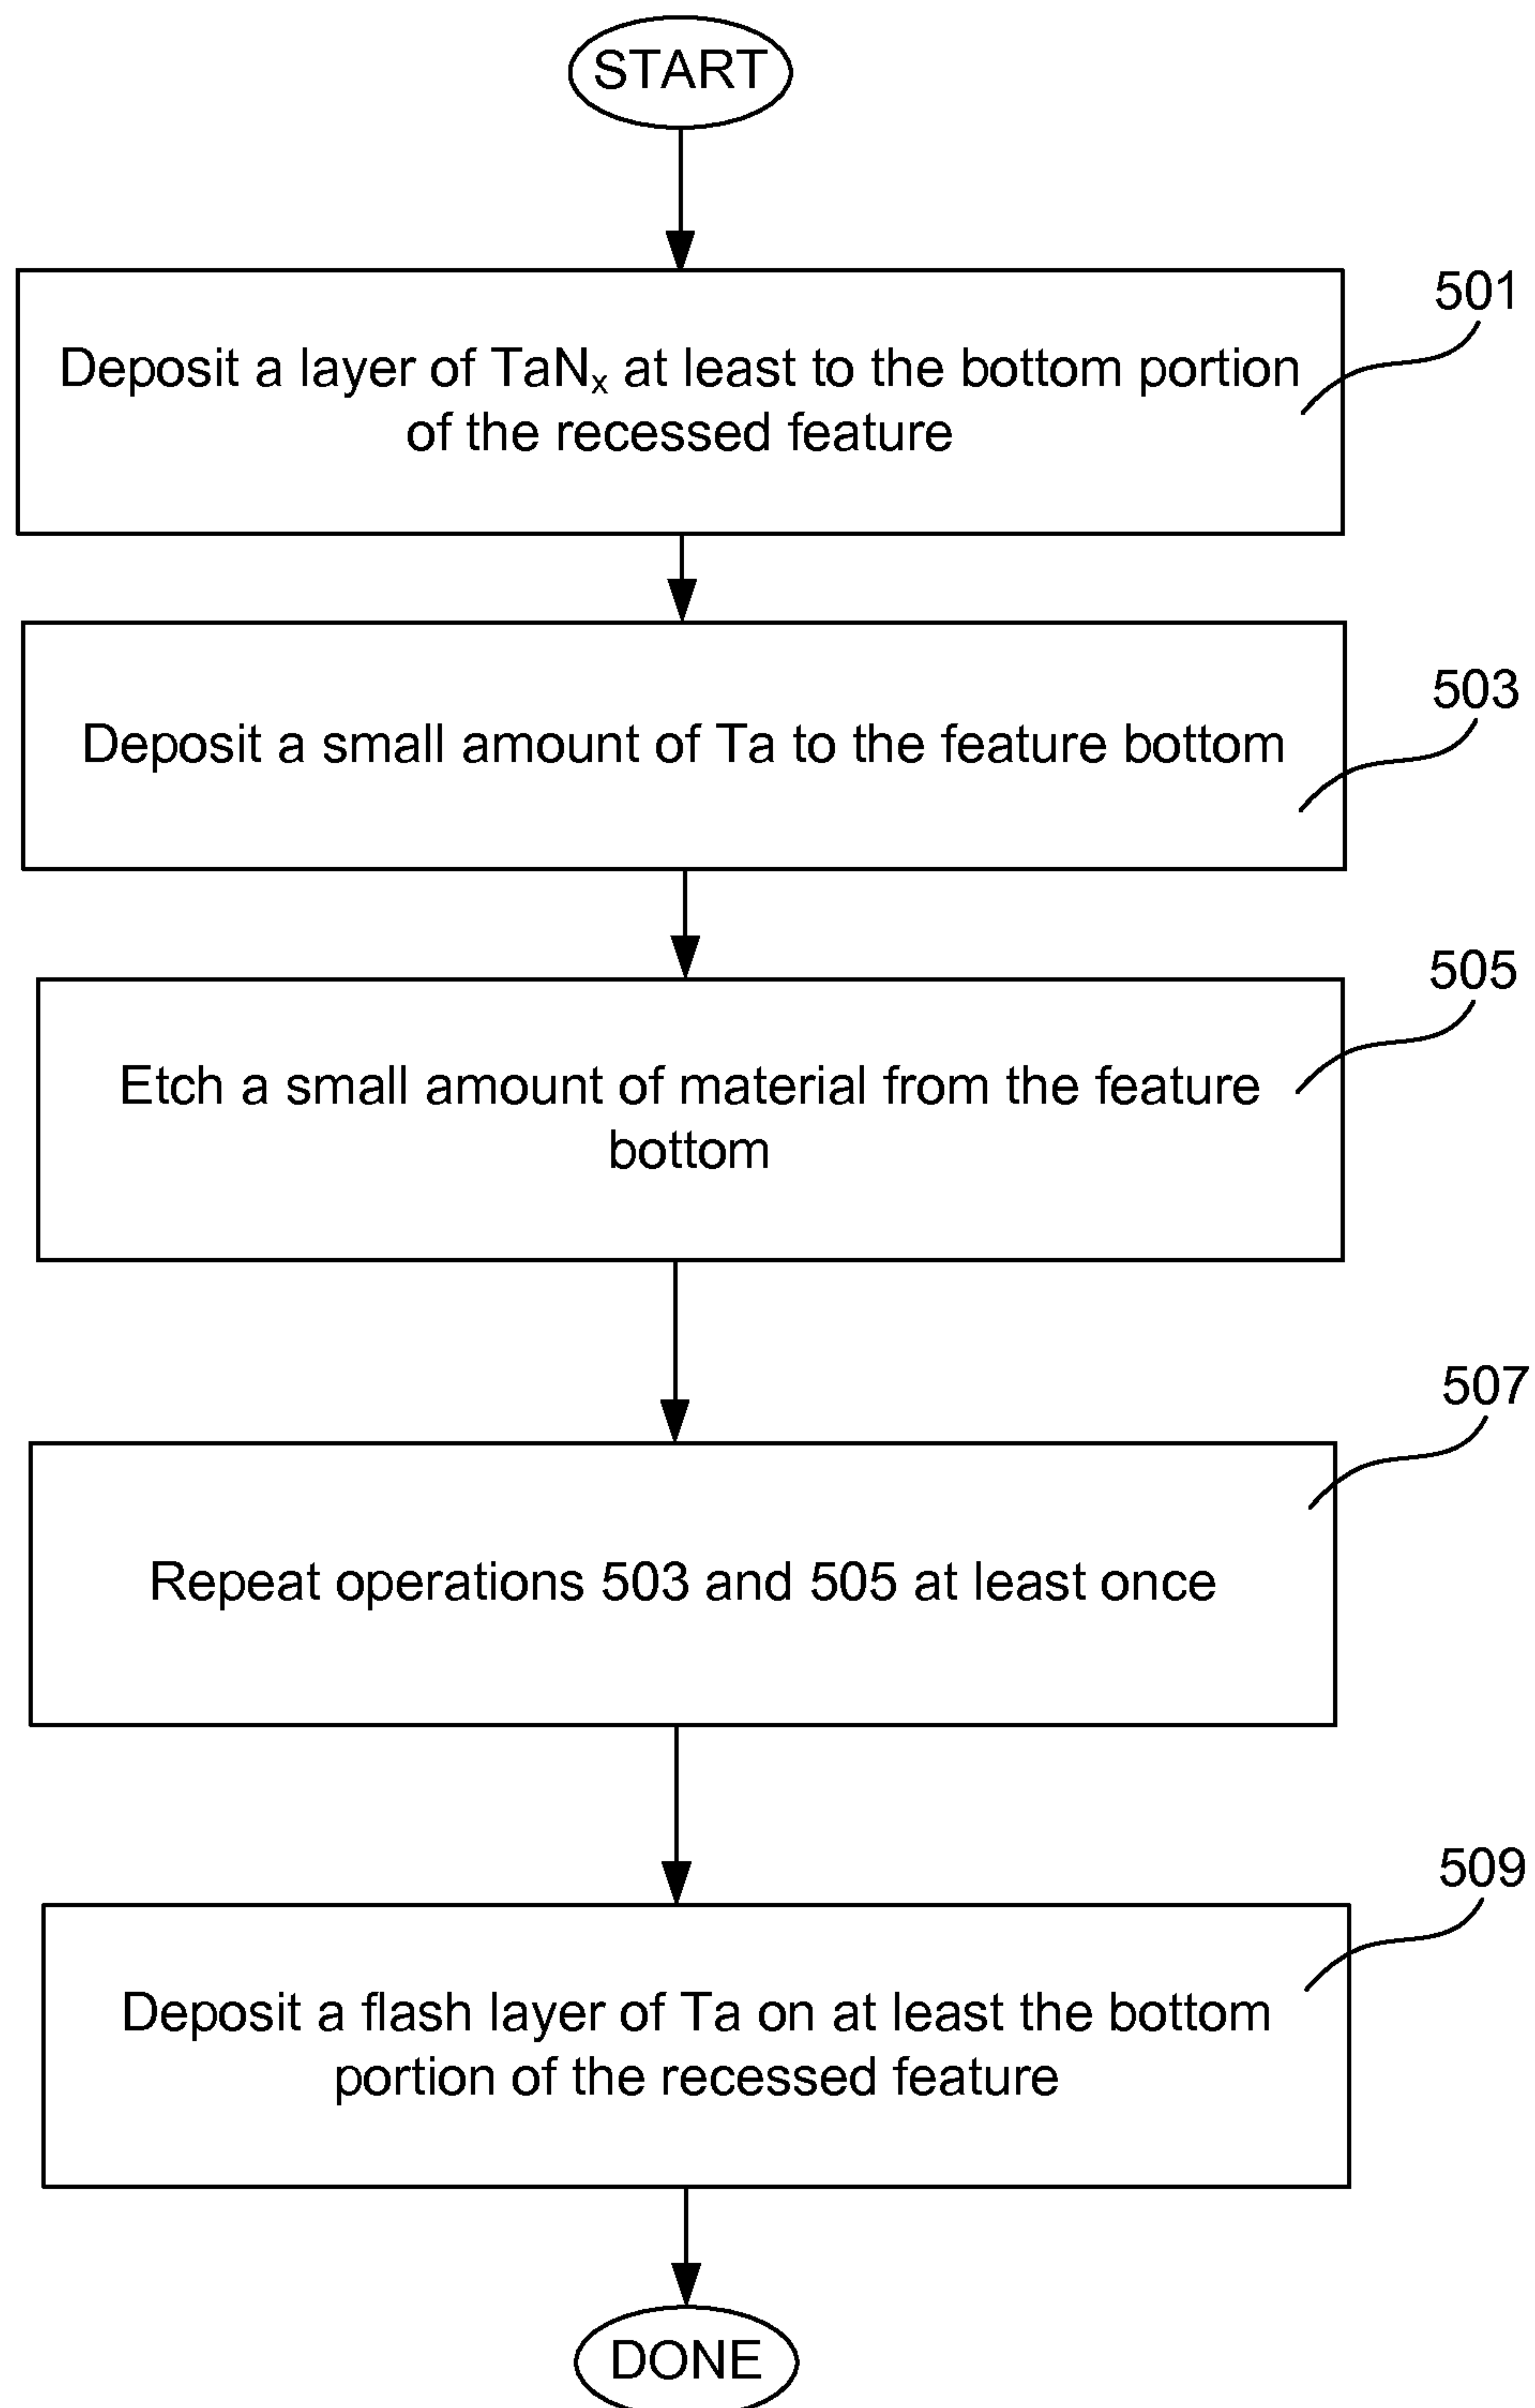 START
501
Deposit a layer of TaNx at least to the bottom portion
of the recessed feature
503
Deposit a small amount of Ta to the feature bottom
505
Etch a small amount of material from the feature
bottom
507
Repeat operations 503 and 505 at least once
509
Deposit a flash layer of Ta on at least the bottom
portion of the recessed feature
DONE